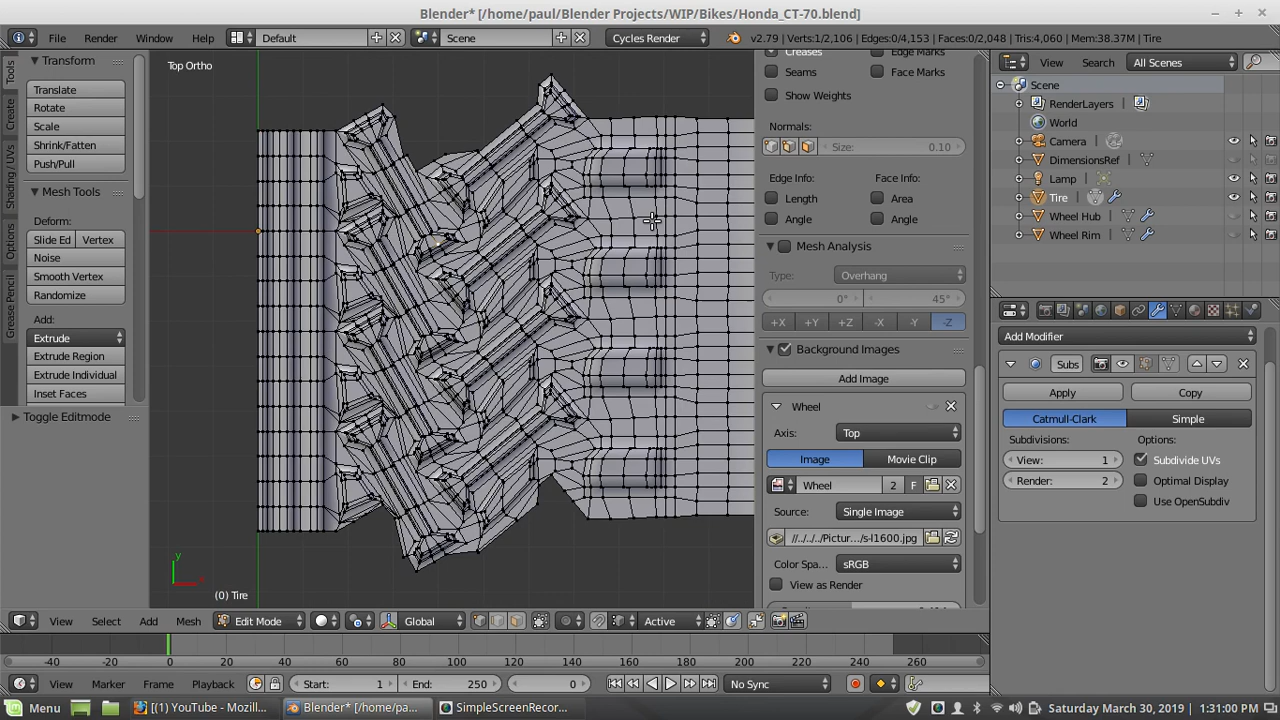 Blender* [/home/paul/Blender Projects/WIP/Bikes/Honda_CT-70.blend]
File Render Window Help Default Scene Cycles Render v2.79 | Verts:1/2,106 | Edges:0/4,153 | Faces:0/2,048 | Tris:4,060 | Mem:38.37M | Tire
Tools
Create
Shading / UVs
Options
Grease Pencil
Transform
Translate
Rotate
Scale
Shrink/Fatten
Push/Pull
Mesh Tools
Deform:
Slide Ed Vertex
Noise
Smooth Vertex
Randomize
Add:
Extrude
Extrude Region
Extrude Individual
Inset Faces
Toggle Editmode
Top Ortho
y
x
(0) Tire
Creases Edge Marks
Seams Face Marks
Show Weights
Normals:
Size: 0.10
Edge Info: Face Info:
Length Area
Angle Angle
Mesh Analysis
Type: Overhang
0° 45°
+X +Y +Z -X -Y -Z
Background Images
Add Image
Wheel
Axis: Top
Image Movie Clip
Wheel 2 F
Source: Single Image
//../../../Pictur.../s-l1600.jpg
Color Spa... sRGB
View as Render
View Search All Scenes
Scene
RenderLayers
World
Camera
DimensionsRef
Lamp
Tire
Wheel Hub
Wheel Rim
Add Modifier
Subs
Apply Copy
Catmull-Clark Simple
Subdivisions: Options:
View: 1 Subdivide UVs
Render: 2 Optimal Display
Use OpenSubdiv
View Select Add Mesh Edit Mode Global Active
-40 -20 0 20 40 60 80 100 120 140 160 180 200 220 240 260
View Marker Frame Playback Start: 1 End: 250 0 No Sync
Menu [(1) YouTube - Mozill... Blender* [/home/pa... SimpleScreenRecor... Saturday March 30, 2019 1:31:00 PM